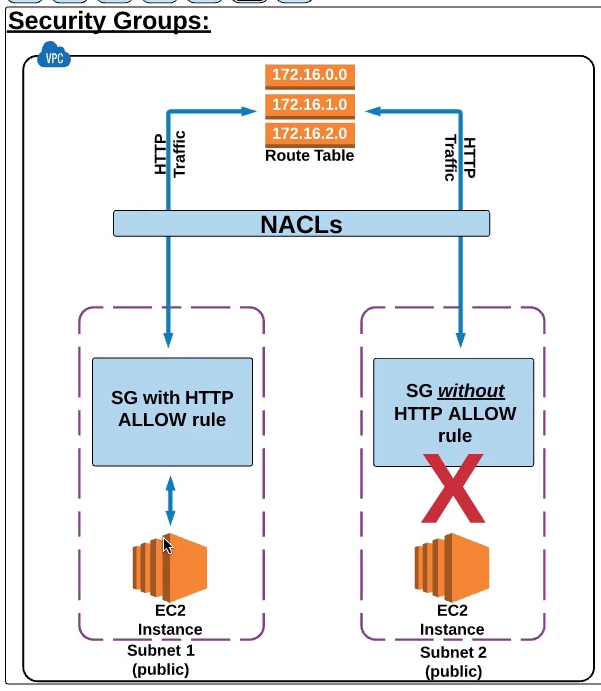 Security Groups:
VPC
172.16.0.0
172.16.1.0
172.16.2.0
Route Table
HTTP
Traffic
HTTP
Traffic
NACLs
SG with HTTP
ALLOW rule
SG without
HTTP ALLOW
rule
X
EC2
Instance
Subnet 1
(public)
EC2
Instance
Subnet 2
(public)